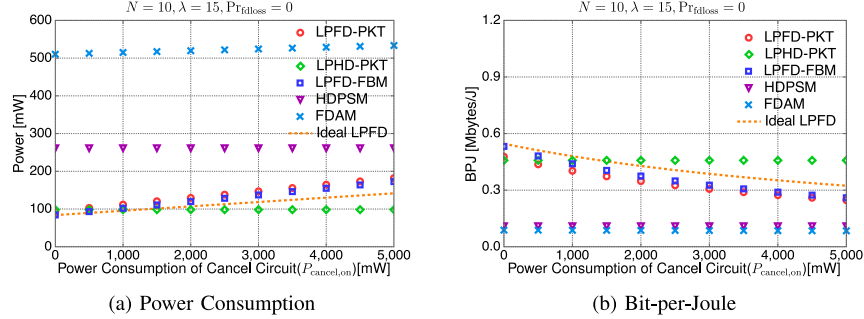 N = 10, λ = 15, Pr_fdloss = 0
600
500
400
300
200
100
0
Power [mW]
LPFD-PKT
LPHD-PKT
LPFD-FBM
HDPSM
FDAM
Ideal LPFD
0 1,000 2,000 3,000 4,000 5,000
Power Consumption of Cancel Circuit(P_cancel,on)[mW]
(a) Power Consumption
N = 10, λ = 15, Pr_fdloss = 0
1.2
0.9
0.6
0.3
0.0
BPJ [Mbytes/J]
LPFD-PKT
LPHD-PKT
LPFD-FBM
HDPSM
FDAM
Ideal LPFD
0 1,000 2,000 3,000 4,000 5,000
Power Consumption of Cancel Circuit(P_cancel,on)[mW]
(b) Bit-per-Joule